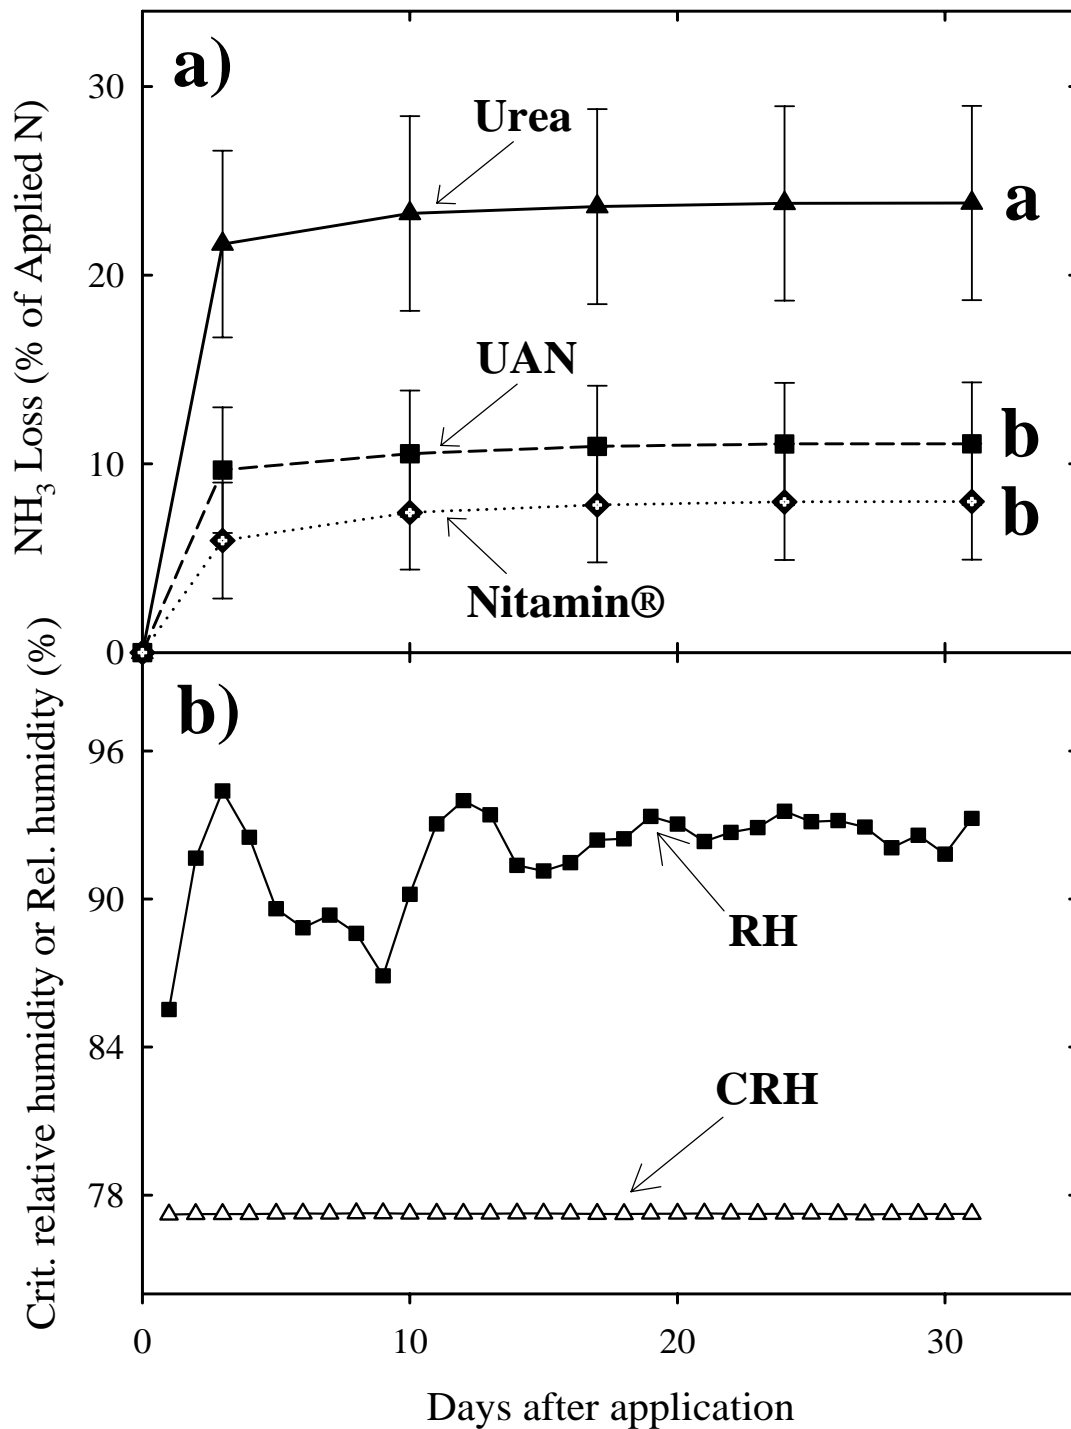 a)
30
20
10
0
NH3 Loss (% of Applied N)
Urea
a
UAN
b
b
Nitamin®
b)
96
90
84
78
Crit. relative humidity or Rel. humidity (%)
RH
CRH
0 10 20 30
Days after application